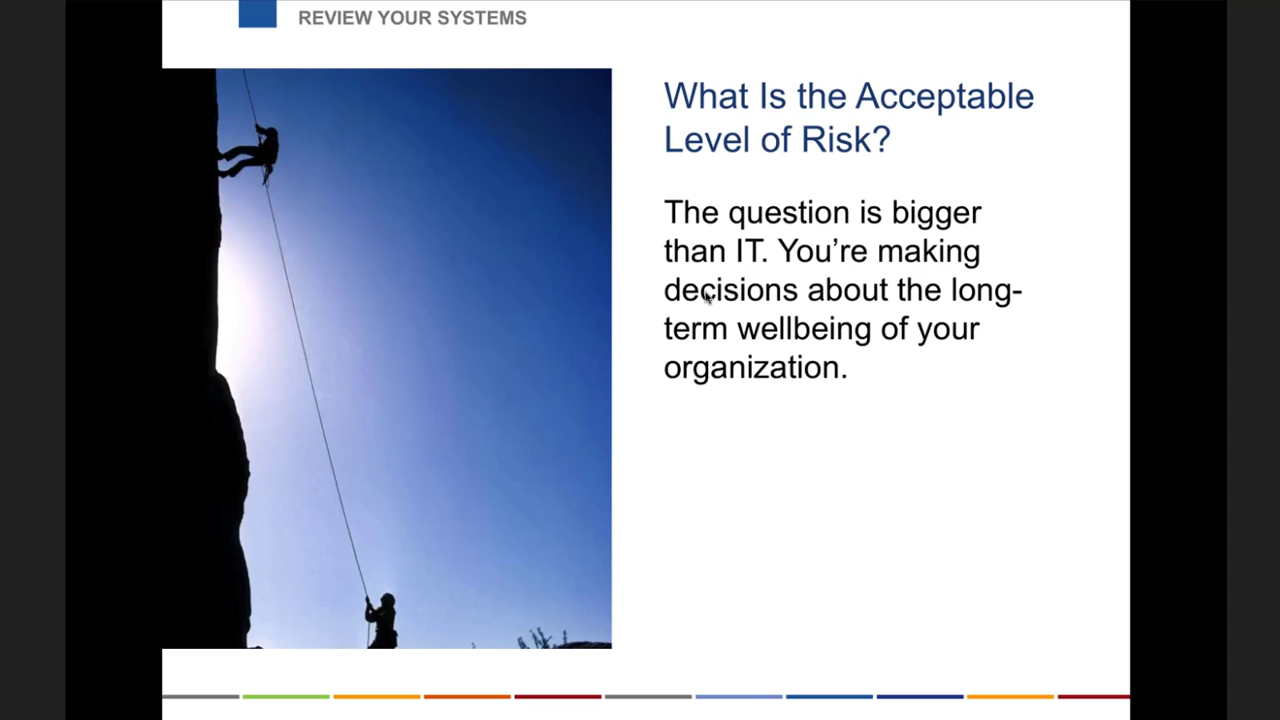 REVIEW YOUR SYSTEMS
What Is the Acceptable
Level of Risk?
The question is bigger
than IT. You’re making
decisions about the long-
term wellbeing of your
organization.